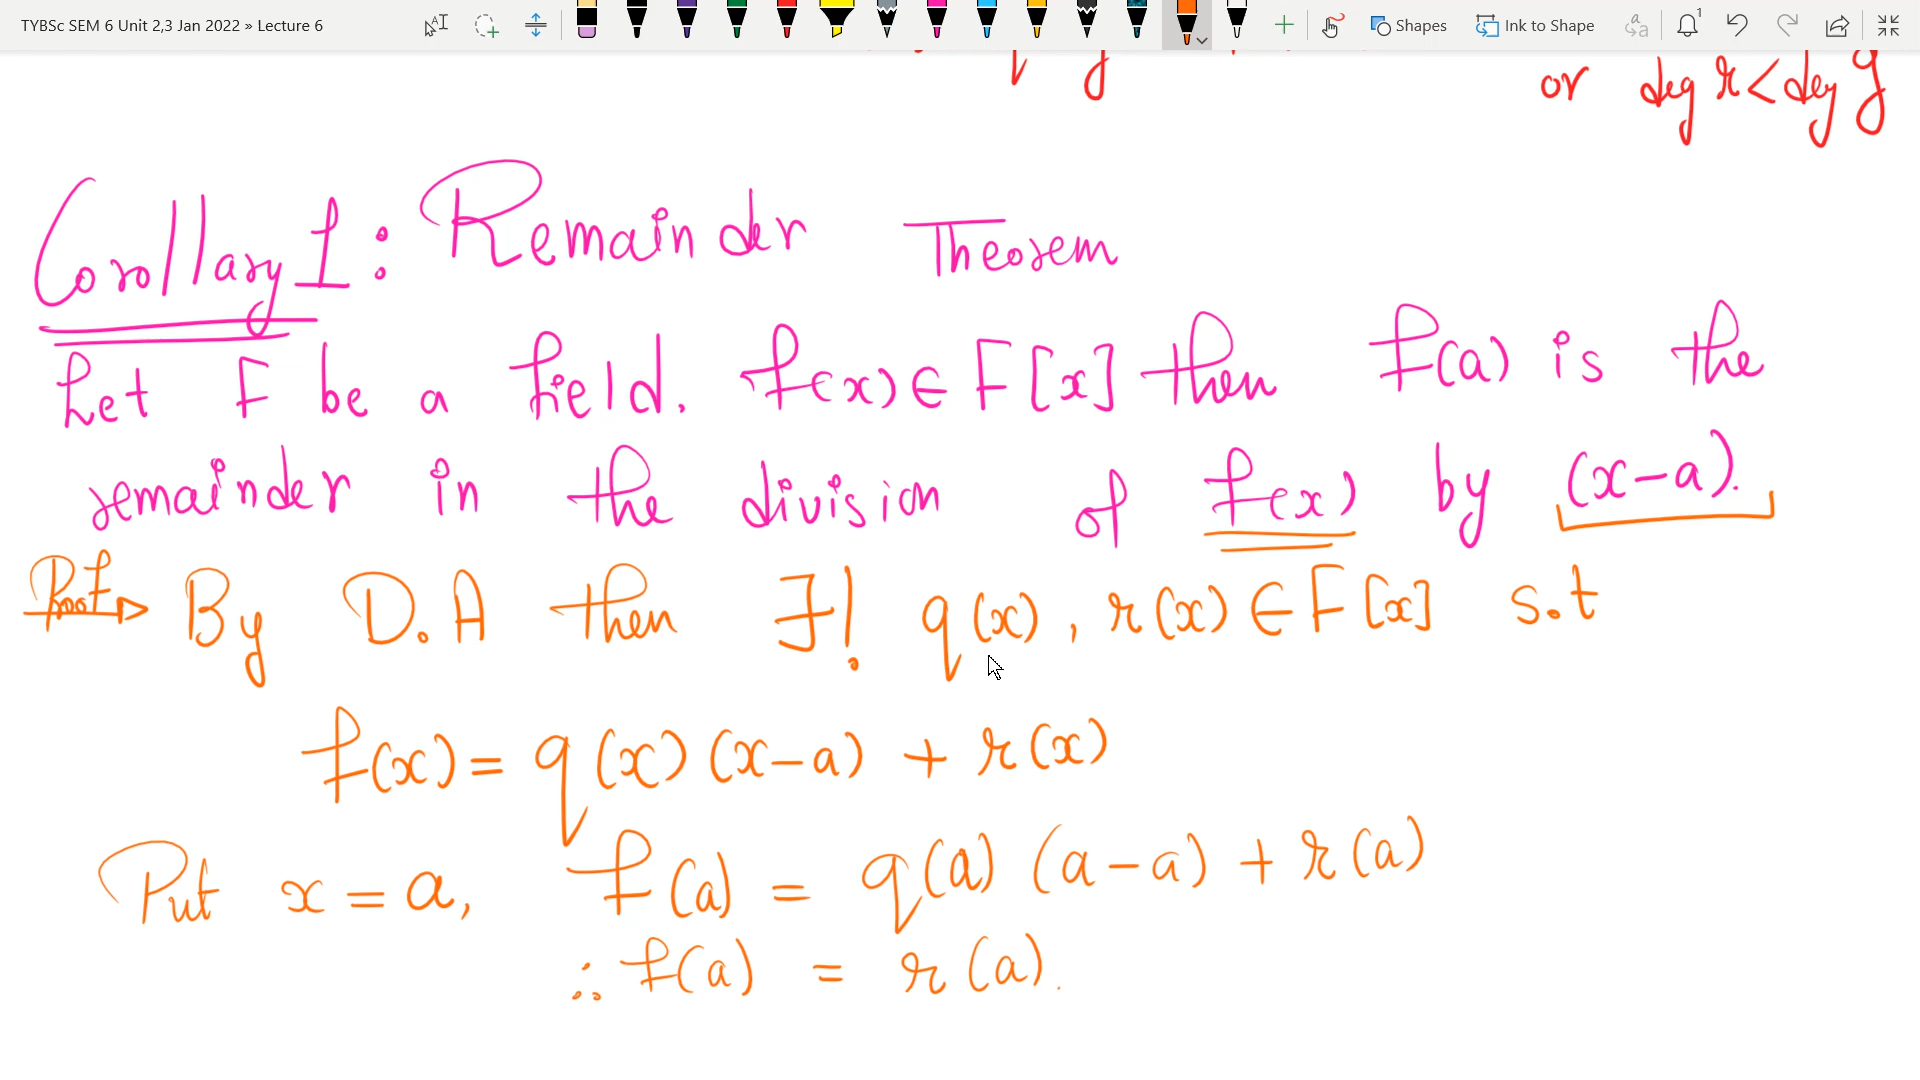 TYBSc SEM 6 Unit 2,3 Jan 2022 » Lecture 6
Shapes Ink to Shape
or deg r < deg g
Corollary 1: Remainder Theorem
Let F be a field. f(x) ∈ F[x] then f(a) is the
remainder in the division of f(x) by (x-a).
Proof By D.A then ∃! q(x), r(x) ∈ F[x] s.t
f(x) = q(x) (x-a) + r(x)
Put x = a, f(a) = q(a) (a-a) + r(a)
∴ f(a) = r(a).